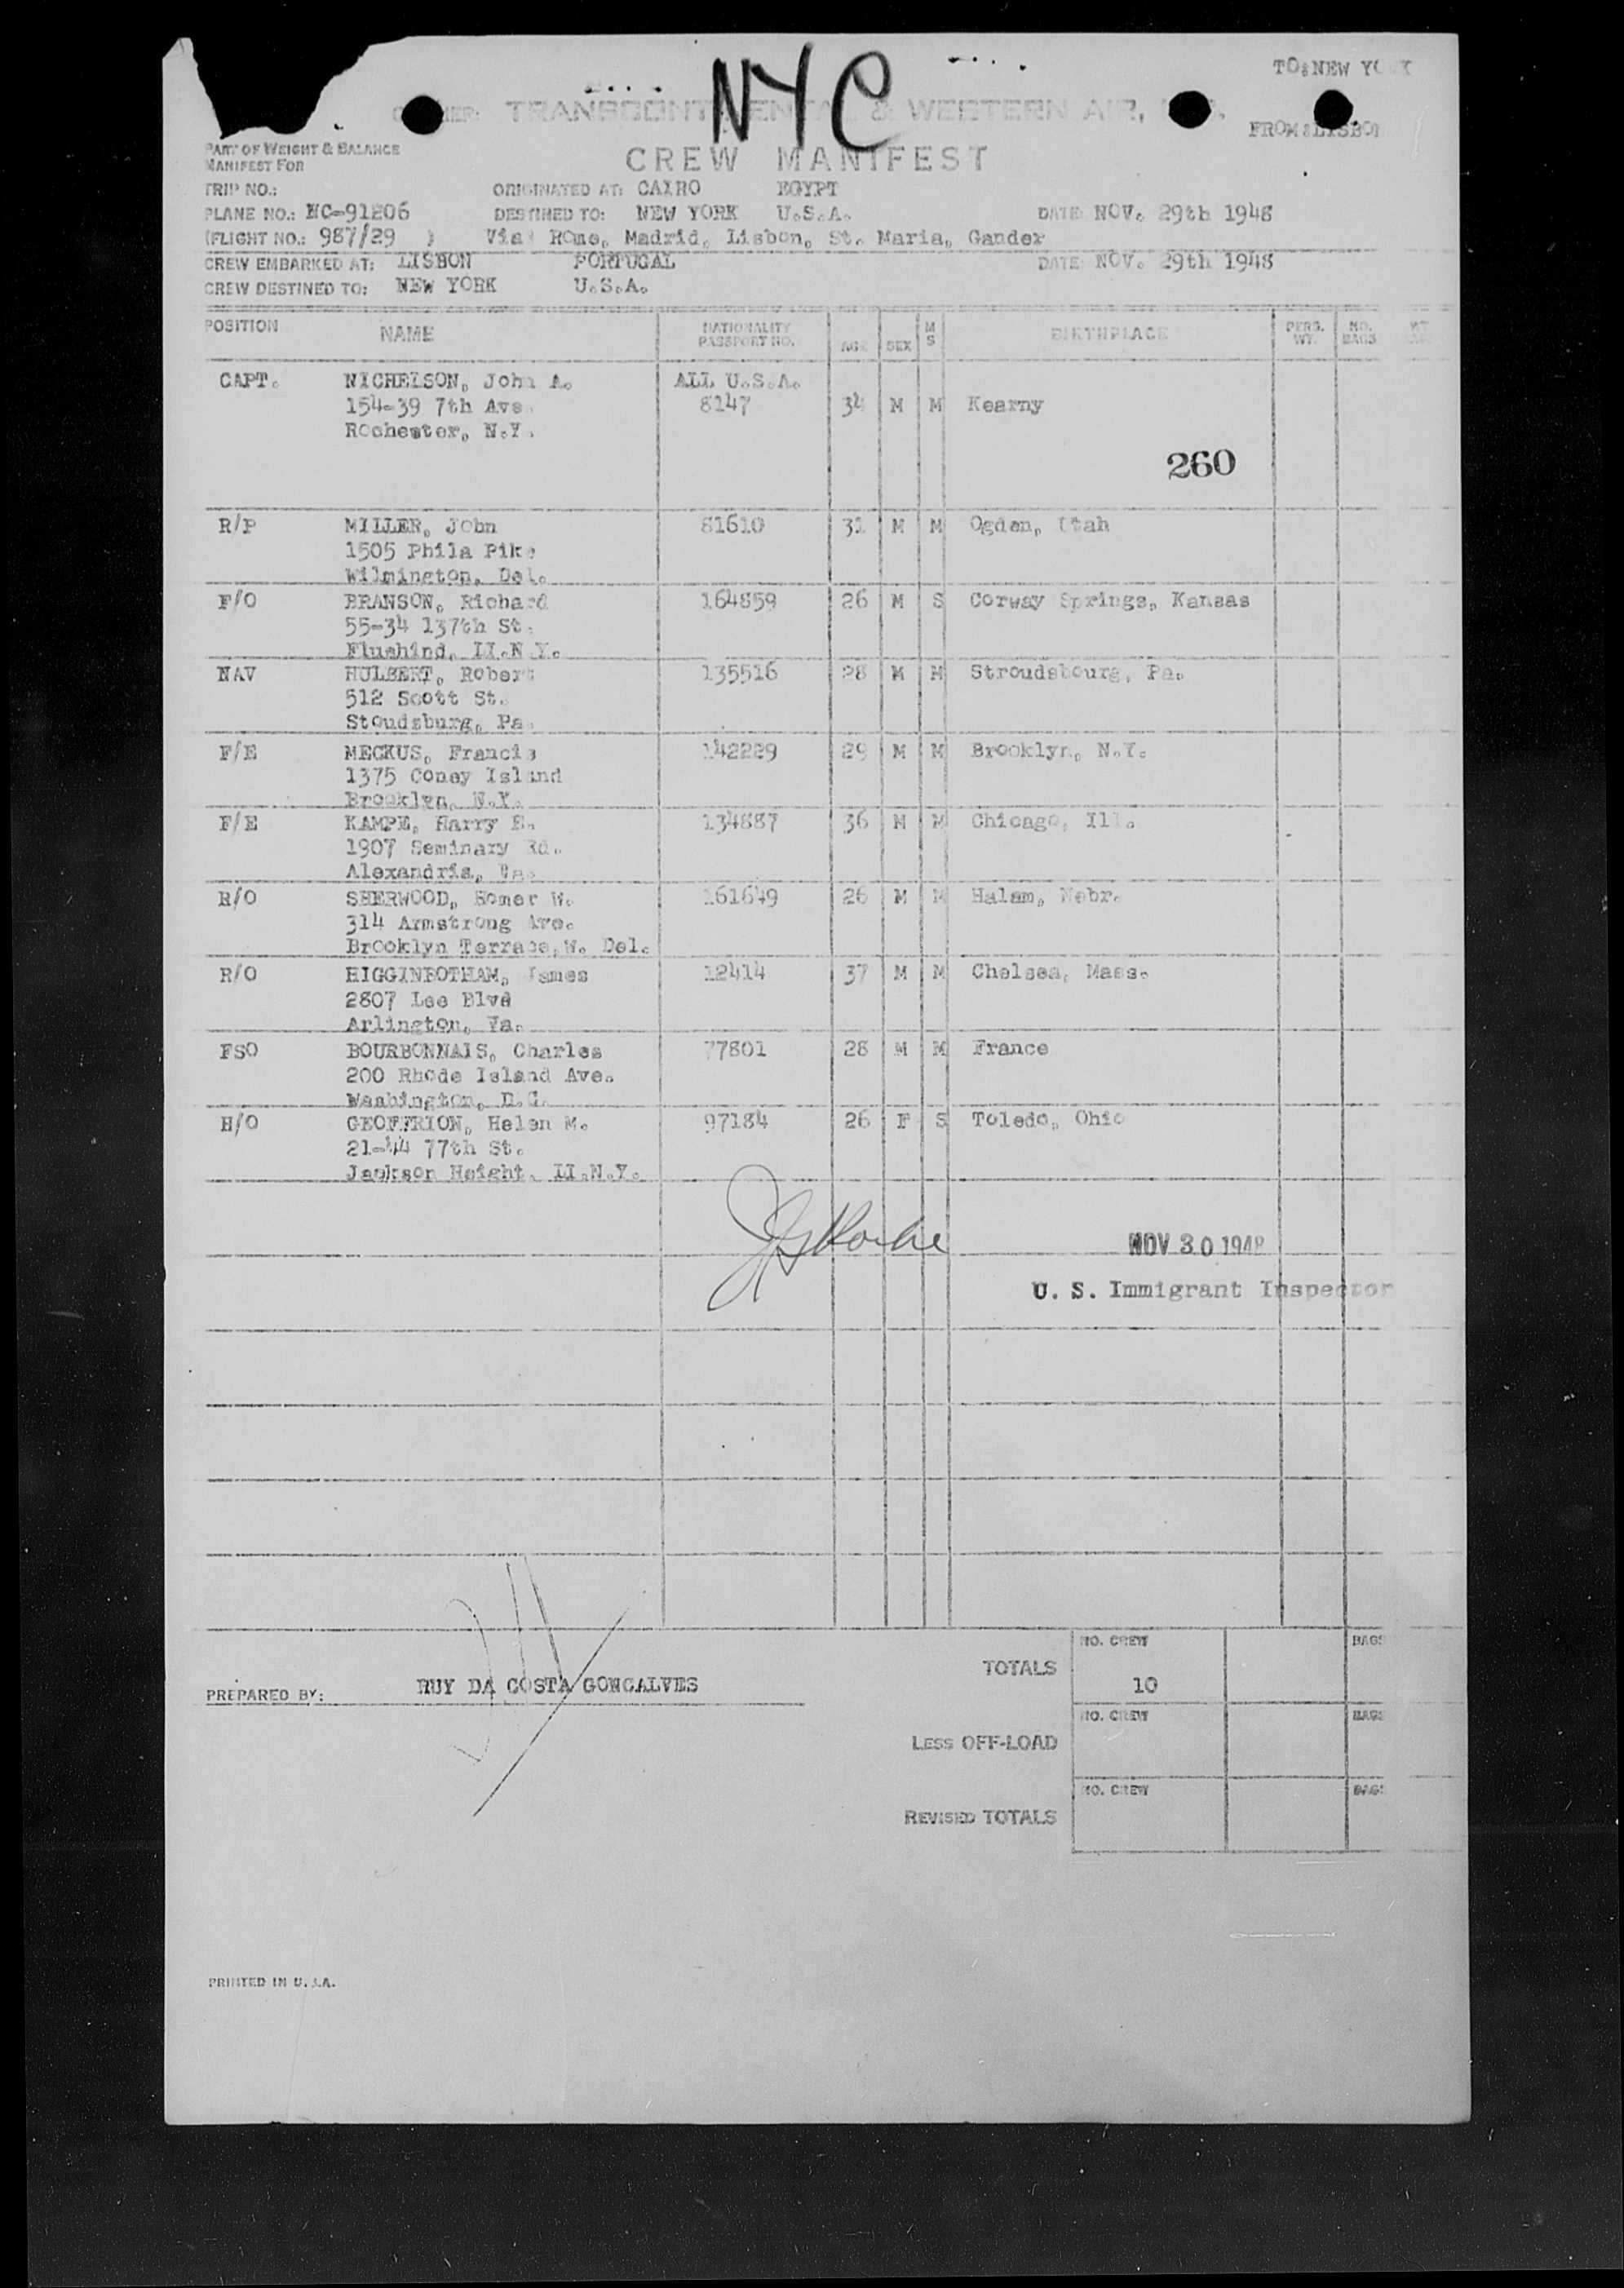 NYC
TO:NEW YORK
TRANSCONTINENTAL & WESTERN AIR,
FROM:LISBON
PART OF WEIGHT & BALANCE
MANIFEST FOR
CREW MANIFEST
TRIP NO.: ORIGINATED AT: CAIRO EGYPT
PLANE NO.: NC-91206 DESTINED TO: NEW YORK U.S.A. DATE: NOV. 29th 1948
(FLIGHT NO.: 987/29 ) Via: Rome, Madrid, Lisbon, St. Maria, Gander
CREW EMBARKED AT: LISBON PORTUGAL DATE: NOV. 29th 1948
CREW DESTINED TO: NEW YORK U.S.A.
POSITION NAME NATIONALITY PASSPORT NO. AGE SEX M S BIRTHPLACE PERS. WT. NO. BAGS WT
CAPT. NICHELSON, John A. ALL U.S.A.
154-39 7th Ave. 8147 34 M M Kearny
Rochester, N.Y.
260
R/P MILLER, John 81610 31 M M Ogden, Utah
1505 Phila Pike
Wilmington, Del.
F/O BRANSON, Richard 164859 26 M S Corway Springs, Kansas
55-34 137th St.
Flushind, LI.N.Y.
NAV HULBERT, Robert 135516 28 M M Stroudsbourg, Pa.
512 Scott St.
Stoudsburg, Pa.
F/E MECKUS, Francis 142229 29 M M Brooklyn, N.Y.
1375 Coney Island
Brooklyn, N.Y.
F/E KAMPE, Harry E. 134887 36 M M Chicago, Ill.
1907 Seminary Rd.
Alexandria, Va.
R/O SHERWOOD, Homer W. 161649 26 M M Halam, Nebr.
314 Armstrong Ave.
Brooklyn Terrace, W. Del.
R/O HIGGINBOTHAM, James 12414 37 M M Chelsea, Mass.
2807 Lee Blvd
Arlington, Va.
FSO BOURBONNAIS, Charles 77801 28 M M France
200 Rhode Island Ave.
Washington, D.C.
H/O GEOFFRION, Helen M. 97184 26 F S Toledo, Ohio
21-44 77th St.
Jackson Height, LI.N.Y.
NOV 30 1948
U. S. Immigrant Inspector
NO. CREW BAGS
TOTALS 10
PREPARED BY: RUY DA COSTA GONCALVES
NO. CREW BAGS
LESS OFF-LOAD
NO. CREW BAGS
REVISED TOTALS
PRINTED IN U.S.A.